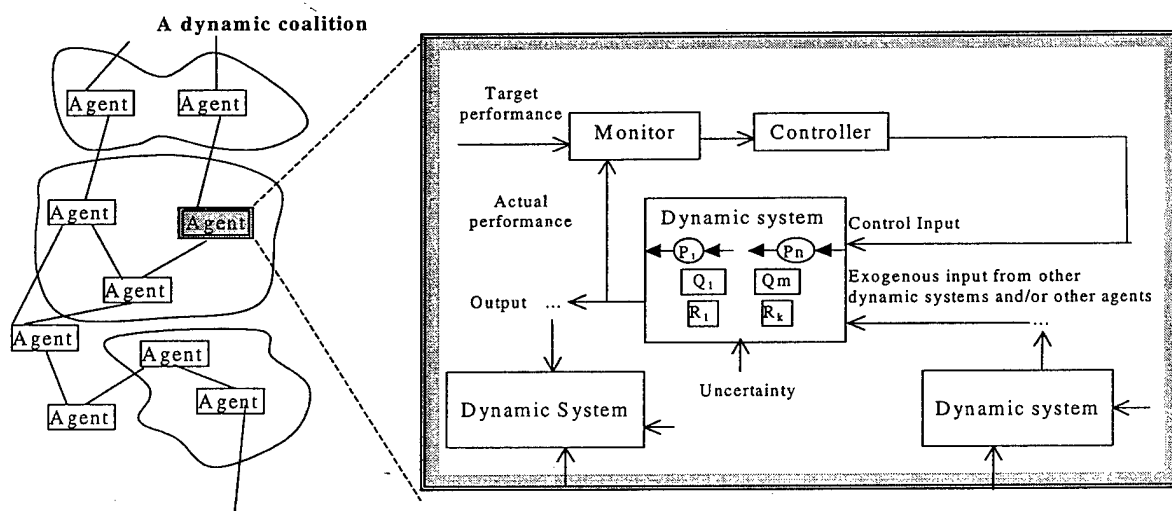 A dynamic coalition
Agent
Agent
Agent
Agent
Agent
Agent
Agent
Agent
Agent
Target
performance
Monitor
Controller
Actual
performance
Dynamic system
P1
Pn
Q1
Qm
R1
Rk
Control Input
Exogenous input from other
dynamic systems and/or other agents
...
Output ...
Uncertainty
Dynamic System
Dynamic system